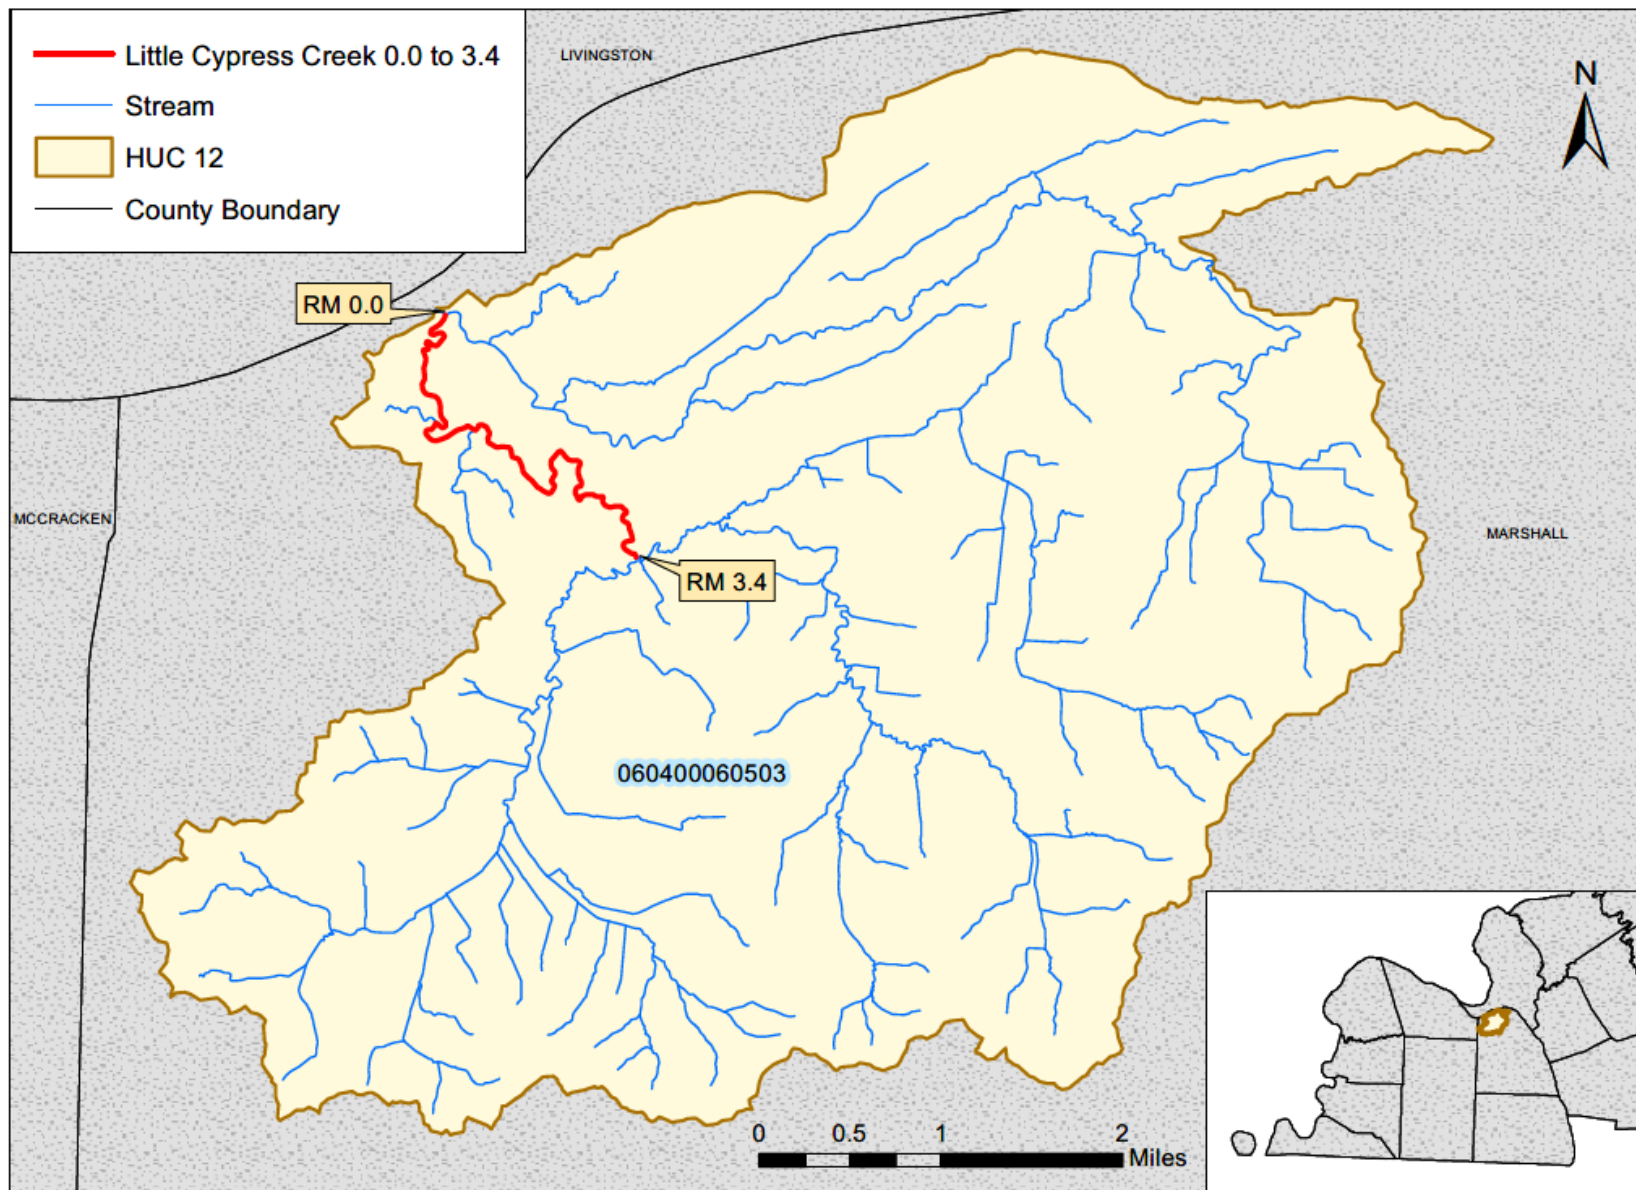 Little Cypress Creek 0.0 to 3.4
Stream
HUC 12
County Boundary
LIVINGSTON
N
RM 0.0
MCCRACKEN
MARSHALL
RM 3.4
060400060503
0 0.5 1 2
Miles